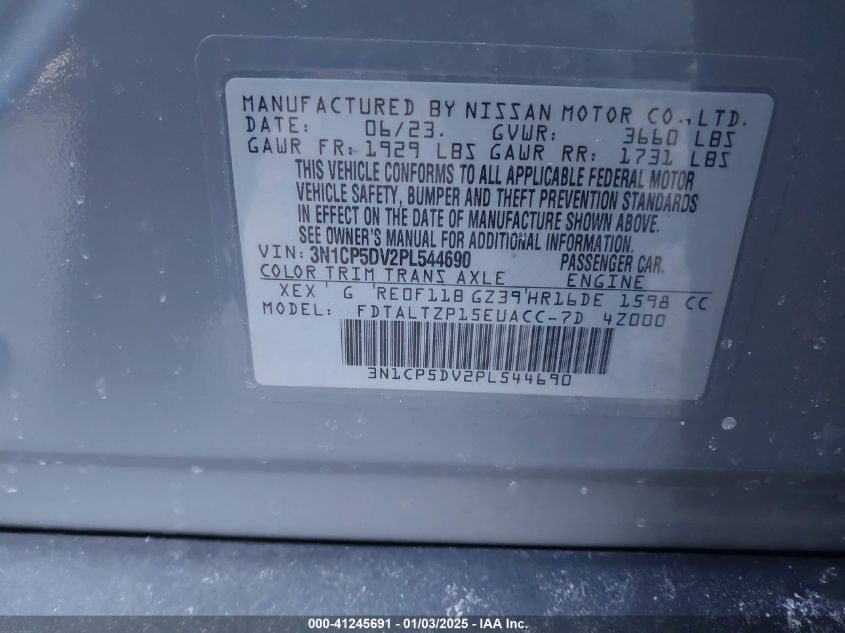 MANUFACTURED BY NISSAN MOTOR CO., LTD.
DATE: 06/23. GVWR: 3660 LBS
GAWR FR: 1929 LBS GAWR RR: 1731 LBS
THIS VEHICLE CONFORMS TO ALL APPLICABLE FEDERAL MOTOR
VEHICLE SAFETY, BUMPER AND THEFT PREVENTION STANDARDS
IN EFFECT ON THE DATE OF MANUFACTURE SHOWN ABOVE.
SEE OWNER'S MANUAL FOR ADDITIONAL INFORMATION.
VIN: 3N1CP5DV2PL544690 PASSENGER CAR.
COLOR TRIM TRANS AXLE ENGINE
XEX G RE0F11B GZ39 HR16DE 1598 CC
MODEL: FDTALTZP15EUACC-7D 4Z000
3N1CP5DV2PL544690
000-41245691 - 01/03/2025 - IAA Inc.